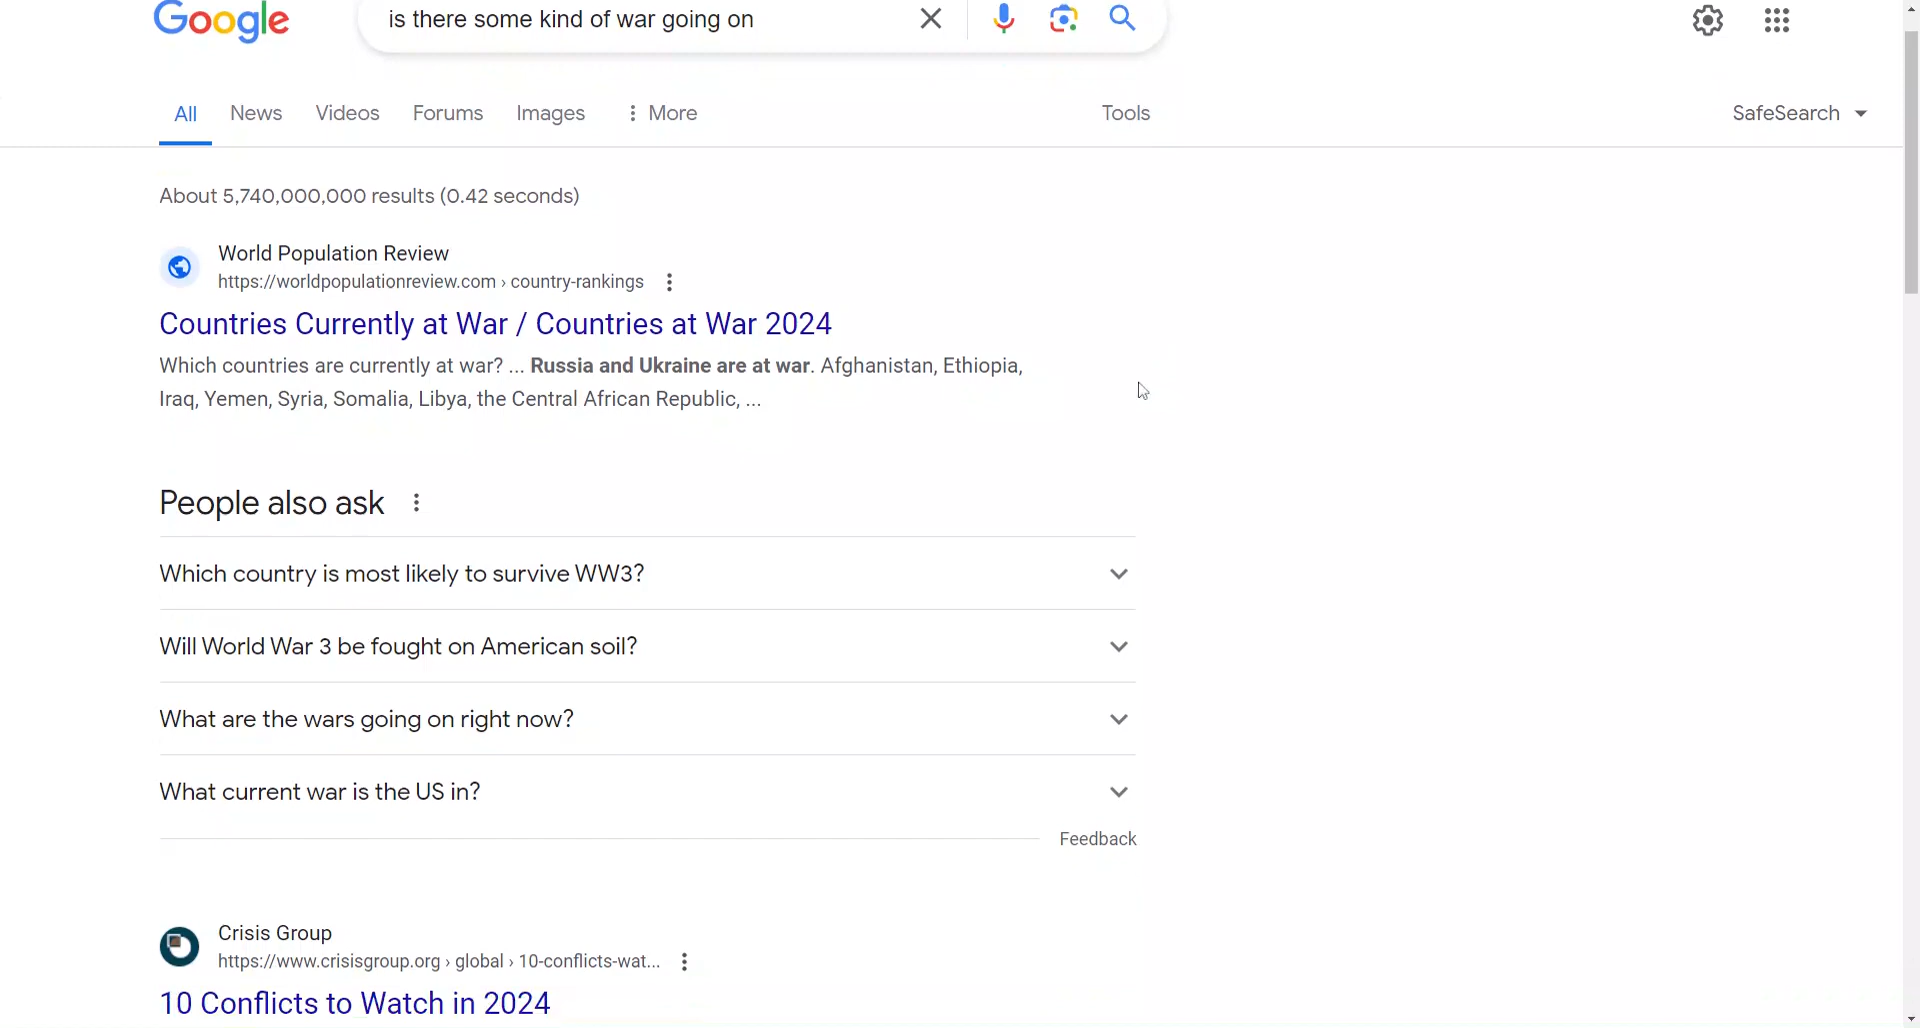 Google
is there some kind of war going on
All News Videos Forums Images More Tools SafeSearch
About 5,740,000,000 results (0.42 seconds)
World Population Review
https://worldpopulationreview.com › country-rankings
Countries Currently at War / Countries at War 2024
Which countries are currently at war? ... Russia and Ukraine are at war. Afghanistan, Ethiopia,
Iraq, Yemen, Syria, Somalia, Libya, the Central African Republic, ...
People also ask
Which country is most likely to survive WW3?
Will World War 3 be fought on American soil?
What are the wars going on right now?
What current war is the US in?
Feedback
Crisis Group
https://www.crisisgroup.org › global › 10-conflicts-wat...
10 Conflicts to Watch in 2024